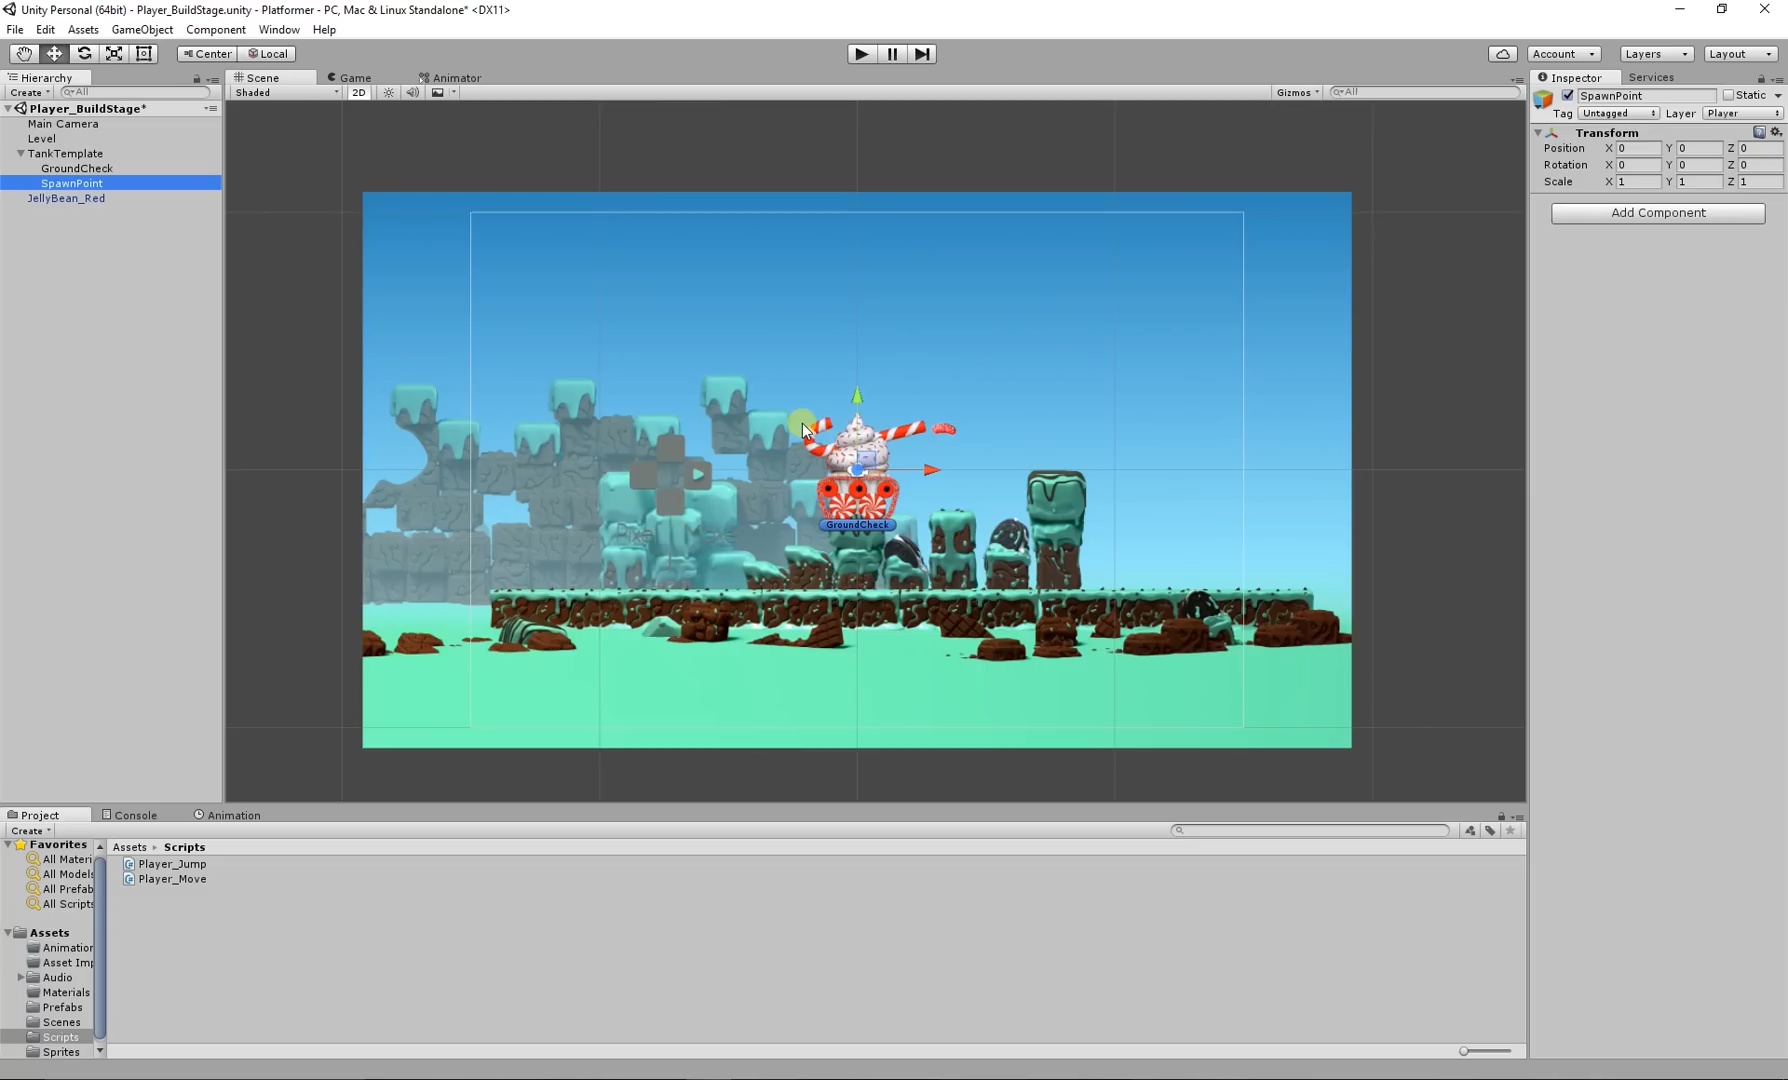 Unity Personal (64bit) - Player_BuildStage.unity - Platformer - PC, Mac & Linux Standalone* <DX11>
File Edit Assets GameObject Component Window Help
Center Local Account Layers Layout
Hierarchy Scene Game Animator Inspector Services
Create All Shaded 2D Gizmos All SpawnPoint Static
Player_BuildStage*
Tag Untagged Layer Player
Main Camera
Transform
Level
Position X 0 Y 0 Z 0
TankTemplate
Rotation X 0 Y 0 Z 0
GroundCheck
Scale X 1 Y 1 Z 1
SpawnPoint
JellyBean_Red
Add Component
GroundCheck
Project Console Animation
Create
Favorites
Assets Scripts
All Materi
Player_Jump
All Models
Player_Move
All Prefab
All Scripts
Assets
Animation
Asset Imp
Audio
Materials
Prefabs
Scenes
Scripts
Sprites